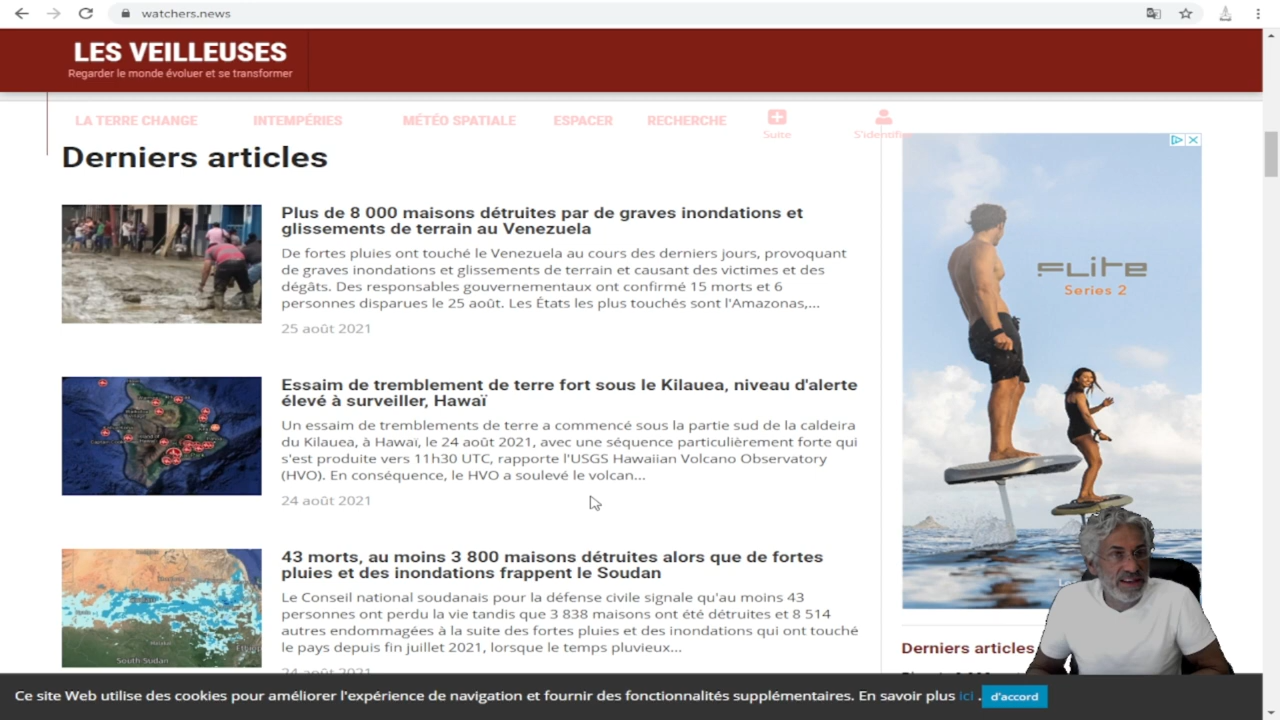 watchers.news
LES VEILLEUSES
Regarder le monde évoluer et se transformer
LA TERRE CHANGE INTEMPÉRIES MÉTÉO SPATIALE ESPACER RECHERCHE Suite S'identifier
Derniers articles
Plus de 8 000 maisons détruites par de graves inondations et
glissements de terrain au Venezuela
De fortes pluies ont touché le Venezuela au cours des derniers jours, provoquant
de graves inondations et glissements de terrain et causant des victimes et des
dégâts. Des responsables gouvernementaux ont confirmé 15 morts et 6
personnes disparues le 25 août. Les États les plus touchés sont l'Amazonas,...
25 août 2021
Essaim de tremblement de terre fort sous le Kilauea, niveau d'alerte
élevé à surveiller, Hawaï
Un essaim de tremblements de terre a commencé sous la partie sud de la caldeira
du Kilauea, à Hawaï, le 24 août 2021, avec une séquence particulièrement forte qui
s'est produite vers 11h30 UTC, rapporte l'USGS Hawaiian Volcano Observatory
(HVO). En conséquence, le HVO a soulevé le volcan...
24 août 2021
43 morts, au moins 3 800 maisons détruites alors que de fortes
pluies et des inondations frappent le Soudan
Le Conseil national soudanais pour la défense civile signale qu'au moins 43
personnes ont perdu la vie tandis que 3 838 maisons ont été détruites et 8 514
autres endommagées à la suite des fortes pluies et des inondations qui ont touché
le pays depuis fin juillet 2021, lorsque le temps pluvieux...
24 août 2021
South Sudan
FLITE
Series 2
Derniers articles
Ce site Web utilise des cookies pour améliorer l'expérience de navigation et fournir des fonctionnalités supplémentaires. En savoir plus ici . d'accord